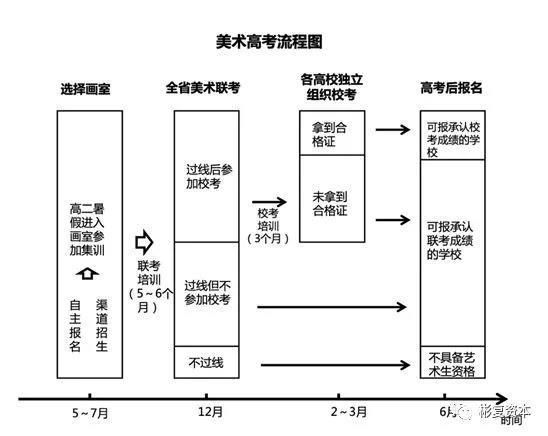 美术高考流程图
选择画室
高二暑
假进入
画室参
加集训
自主报名
渠道招生
联考
培训
(5~6个
月)
全省美术联考
过线后参
加校考
过线但不
参加校考
不过线
校考
培训
(3个月)
各高校独立
组织校考
拿到合
格证
未拿到
合格证
高考后报名
可报承认校
考成绩的学
校
可报承认
联考成绩
的学校
不具备艺
术生资格
5~7月
12月
2~3月
6月
时间
彬复资本